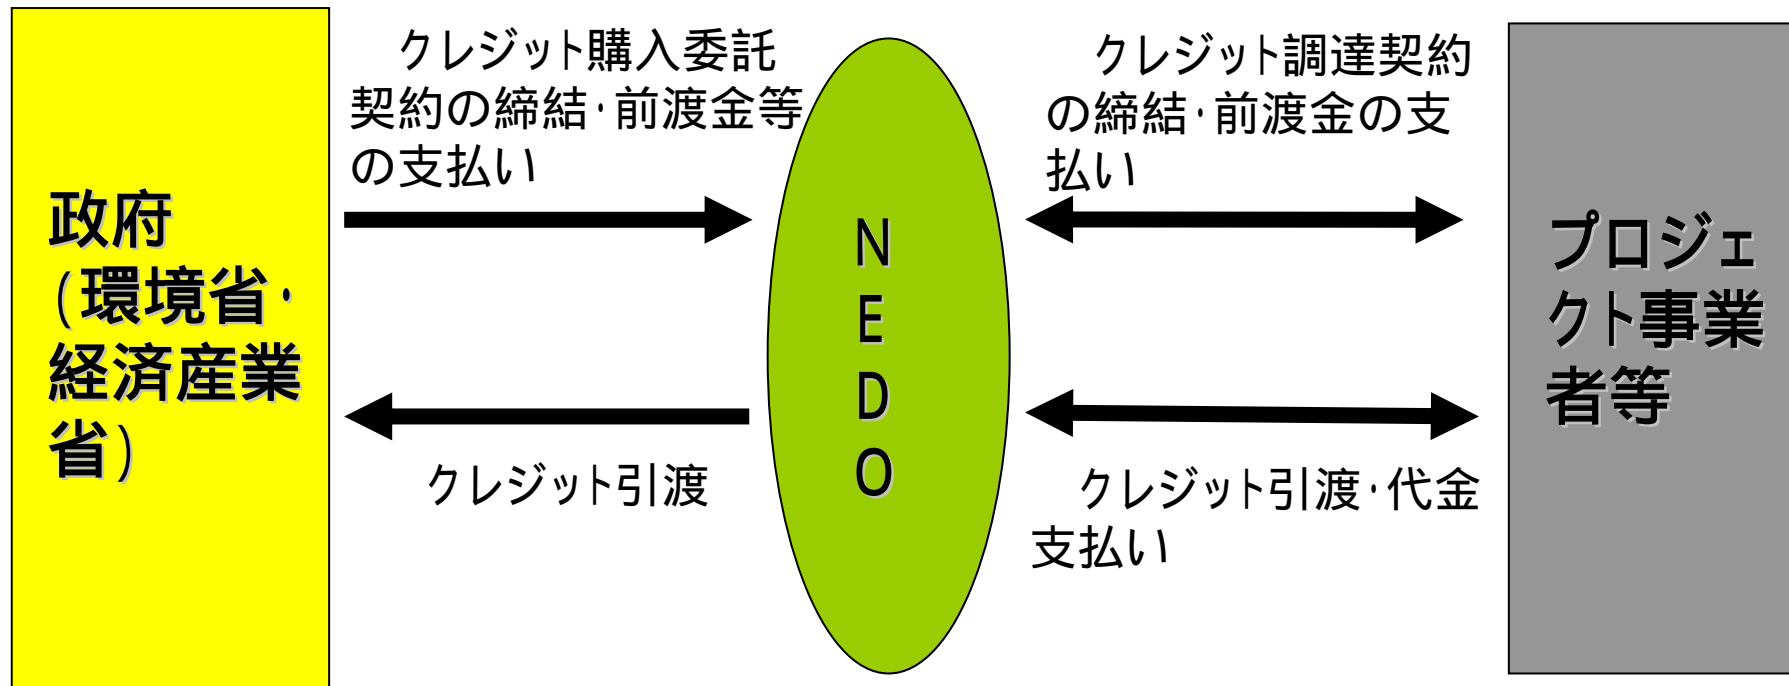 政府
(環境省・
経済産業
省)
クレジット購入委託
契約の締結・前渡金等
の支払い
クレジット引渡
N
E
D
O
クレジット調達契約
の締結・前渡金の支
払い
クレジット引渡・代金
支払い
プロジェ
クト事業
者等